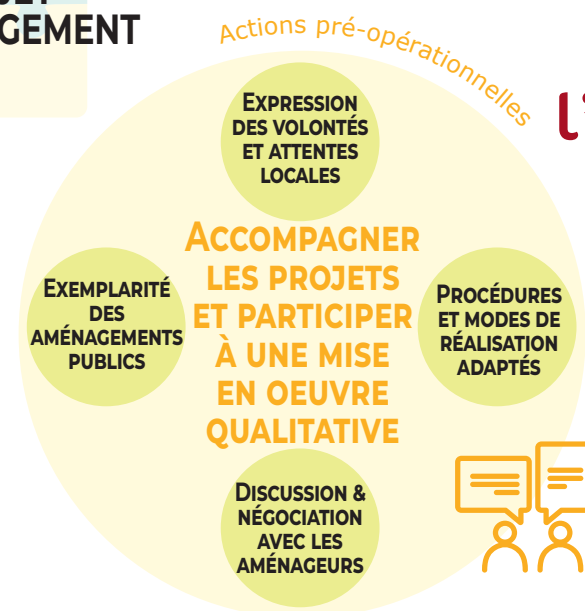 GEMENT
Actions pré-opérationnelles
EXPRESSION
DES VOLONTÉS
ET ATTENTES
LOCALES
ACCOMPAGNER
LES PROJETS
ET PARTICIPER
À UNE MISE
EN OEUVRE
QUALITATIVE
EXEMPLARITÉ
DES
AMÉNAGEMENTS
PUBLICS
PROCÉDURES
ET MODES DE
RÉALISATION
ADAPTÉS
DISCUSSION &
NÉGOCIATION
AVEC LES
AMÉNAGEURS